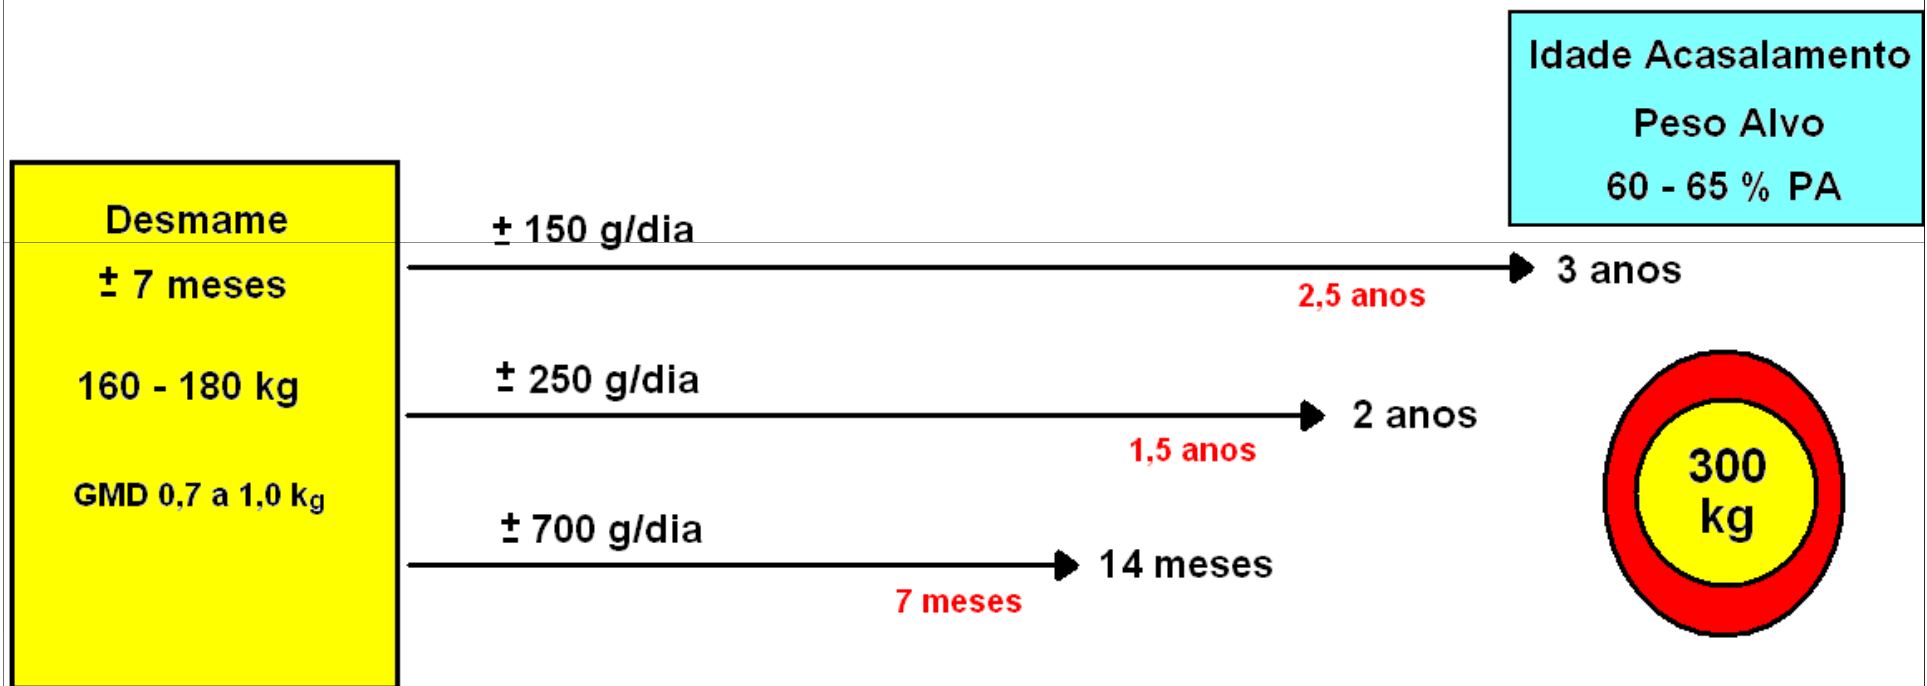 Idade Acasalamento
Peso Alvo
60 - 65 % PA
Desmame
± 7 meses
160 - 180 kg
GMD 0,7 a 1,0 kg
± 150 g/dia
2,5 anos
3 anos
± 250 g/dia
1,5 anos
2 anos
± 700 g/dia
7 meses
14 meses
300
kg